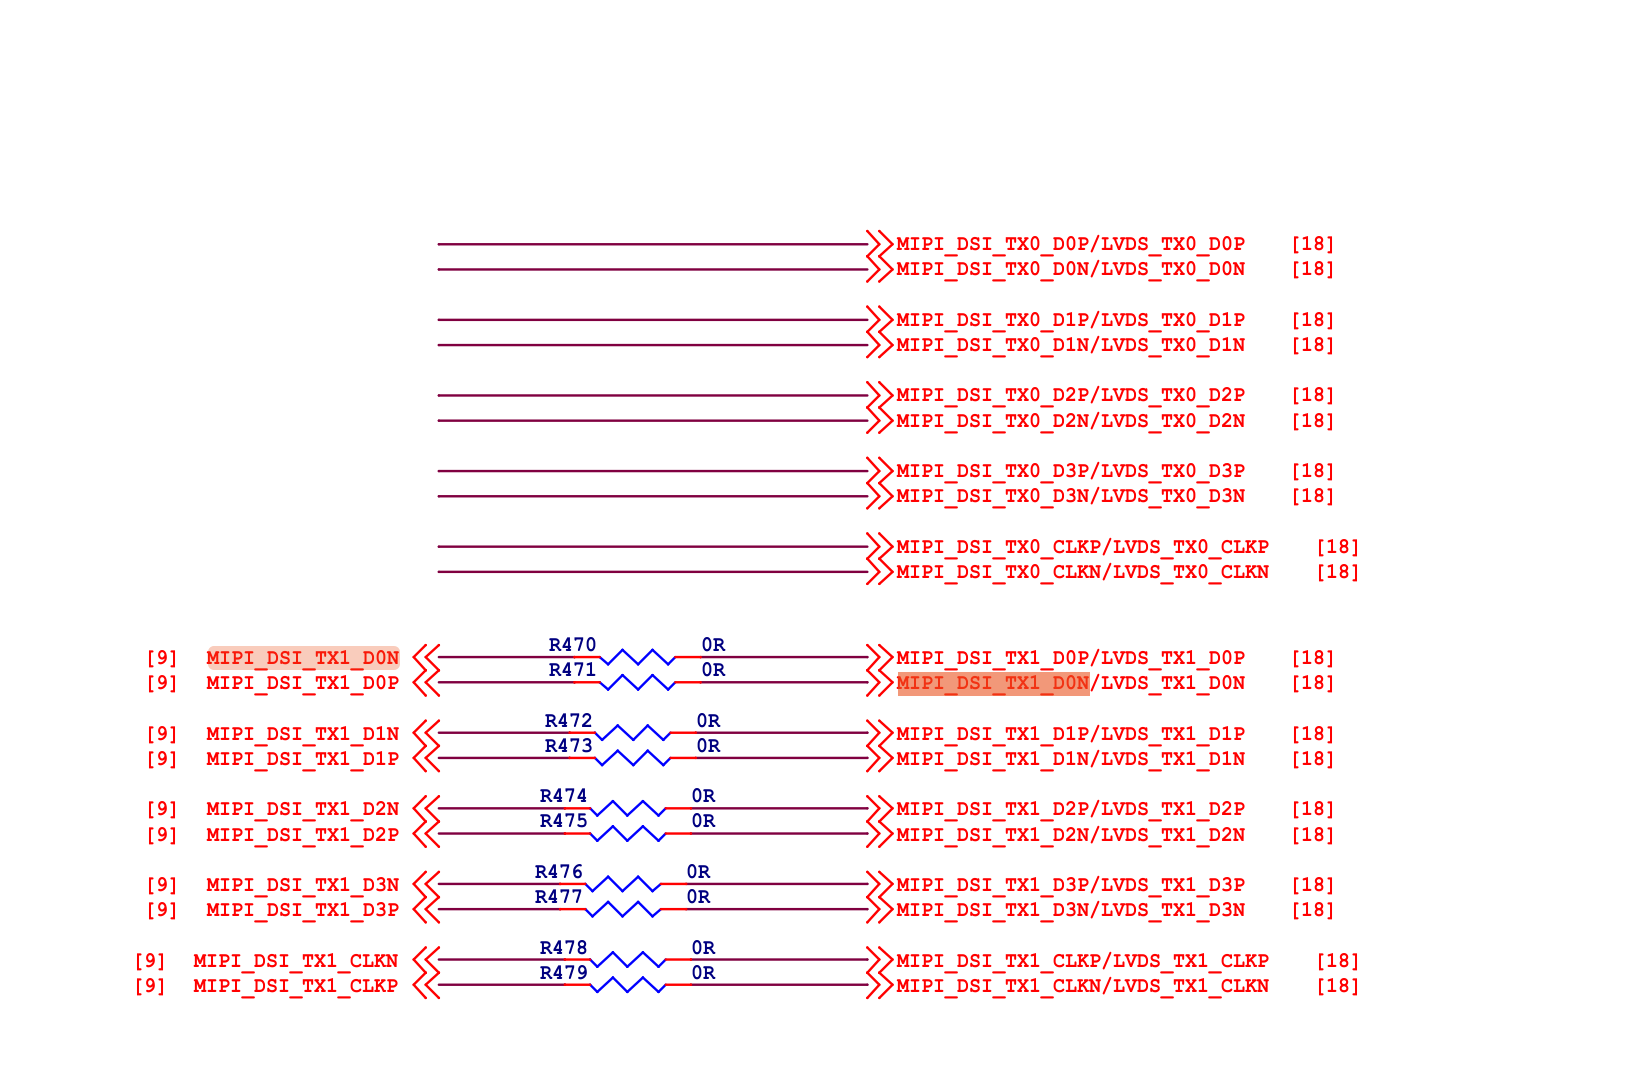 MIPI_DSI_TX0_D0P/LVDS_TX0_D0P [18]
MIPI_DSI_TX0_D0N/LVDS_TX0_D0N [18]
MIPI_DSI_TX0_D1P/LVDS_TX0_D1P [18]
MIPI_DSI_TX0_D1N/LVDS_TX0_D1N [18]
MIPI_DSI_TX0_D2P/LVDS_TX0_D2P [18]
MIPI_DSI_TX0_D2N/LVDS_TX0_D2N [18]
MIPI_DSI_TX0_D3P/LVDS_TX0_D3P [18]
MIPI_DSI_TX0_D3N/LVDS_TX0_D3N [18]
MIPI_DSI_TX0_CLKP/LVDS_TX0_CLKP [18]
MIPI_DSI_TX0_CLKN/LVDS_TX0_CLKN [18]
[9] MIPI_DSI_TX1_D0N R470 0R MIPI_DSI_TX1_D0P/LVDS_TX1_D0P [18]
[9] MIPI_DSI_TX1_D0P R471 0R MIPI_DSI_TX1_D0N/LVDS_TX1_D0N [18]
[9] MIPI_DSI_TX1_D1N R472 0R MIPI_DSI_TX1_D1P/LVDS_TX1_D1P [18]
[9] MIPI_DSI_TX1_D1P R473 0R MIPI_DSI_TX1_D1N/LVDS_TX1_D1N [18]
[9] MIPI_DSI_TX1_D2N R474 0R MIPI_DSI_TX1_D2P/LVDS_TX1_D2P [18]
[9] MIPI_DSI_TX1_D2P R475 0R MIPI_DSI_TX1_D2N/LVDS_TX1_D2N [18]
[9] MIPI_DSI_TX1_D3N R476 0R MIPI_DSI_TX1_D3P/LVDS_TX1_D3P [18]
[9] MIPI_DSI_TX1_D3P R477 0R MIPI_DSI_TX1_D3N/LVDS_TX1_D3N [18]
[9] MIPI_DSI_TX1_CLKN R478 0R MIPI_DSI_TX1_CLKP/LVDS_TX1_CLKP [18]
[9] MIPI_DSI_TX1_CLKP R479 0R MIPI_DSI_TX1_CLKN/LVDS_TX1_CLKN [18]